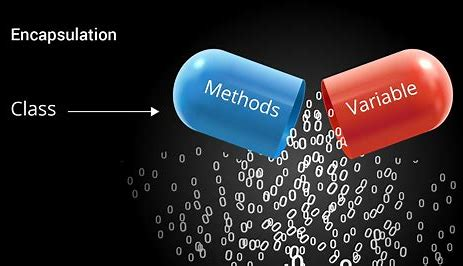 Encapsulation
Class
Methods
Variable